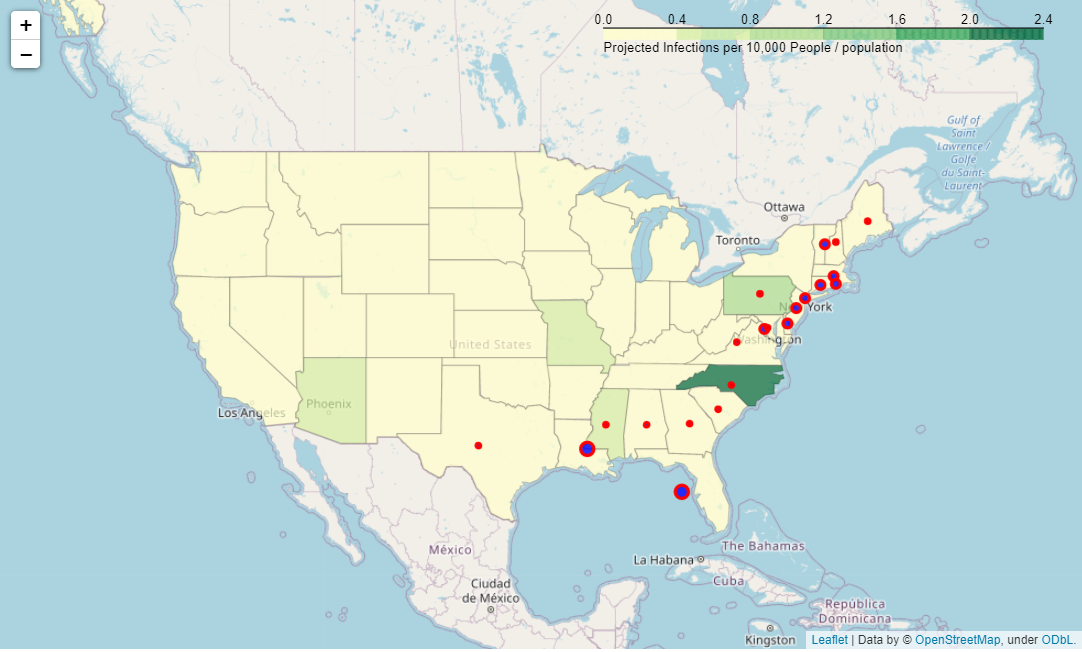 +
−
0.0 0.4 0.8 1.2 1.6 2.0 2.4
Projected Infections per 10,000 People / population
Gulf of
Saint
Lawrence /
Golfe
du Saint-
Laurent
Ottawa
Toronto
New York
Washington
United States
Phoenix
Los Angeles
México
Ciudad
de México
La Habana
The Bahamas
Cuba
República
Dominicana
Kingston
Leaflet | Data by © OpenStreetMap, under ODbL.